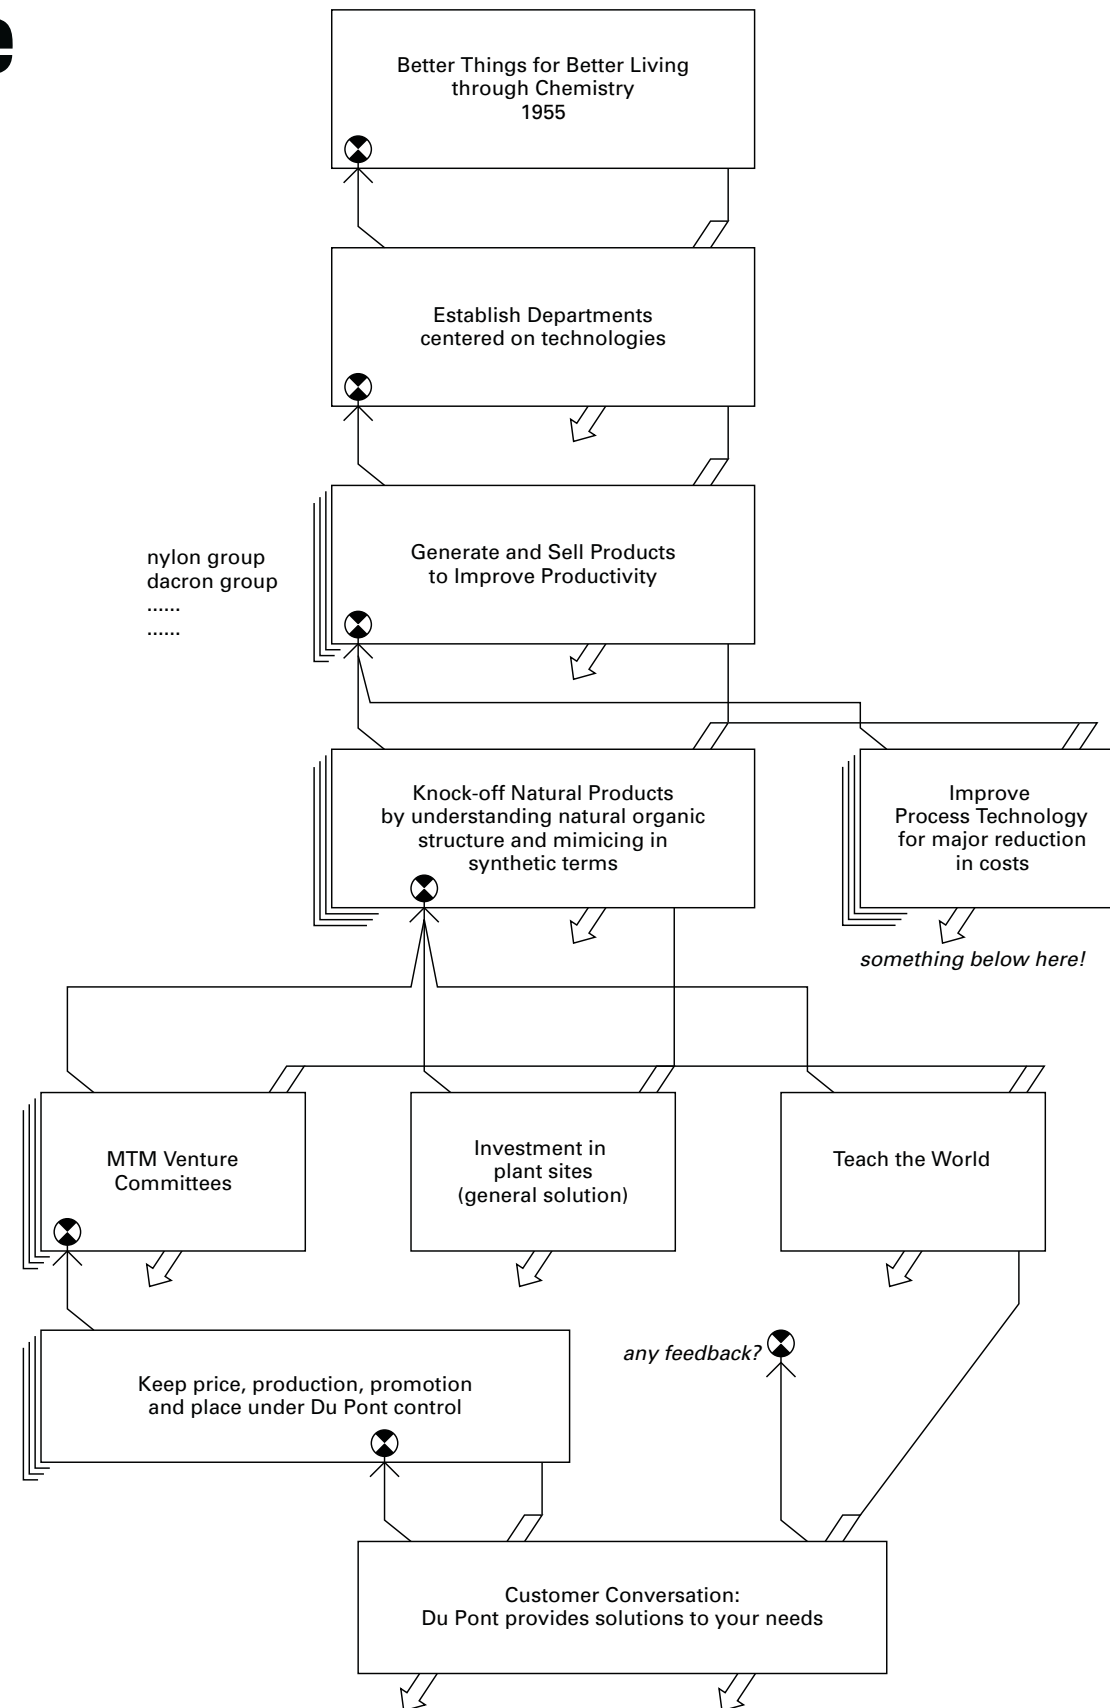 e
Better Things for Better Living
through Chemistry
1955
Establish Departments
centered on technologies
nylon group
dacron group
......
......
Generate and Sell Products
to Improve Productivity
Knock-off Natural Products
by understanding natural organic
structure and mimicing in
synthetic terms
Improve
Process Technology
for major reduction
in costs
something below here!
MTM Venture
Committees
Investment in
plant sites
(general solution)
Teach the World
Keep price, production, promotion
and place under Du Pont control
any feedback?
Customer Conversation:
Du Pont provides solutions to your needs